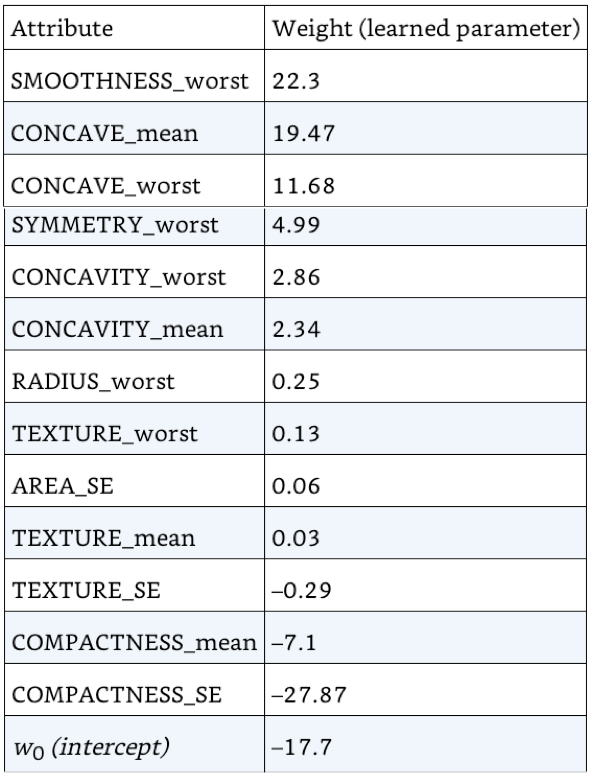 Attribute Weight (learned parameter)
SMOOTHNESS_worst 22.3
CONCAVE_mean 19.47
CONCAVE_worst 11.68
SYMMETRY_worst 4.99
CONCAVITY_worst 2.86
CONCAVITY_mean 2.34
RADIUS_worst 0.25
TEXTURE_worst 0.13
AREA_SE 0.06
TEXTURE_mean 0.03
TEXTURE_SE –0.29
COMPACTNESS_mean –7.1
COMPACTNESS_SE –27.87
w0 (intercept) –17.7